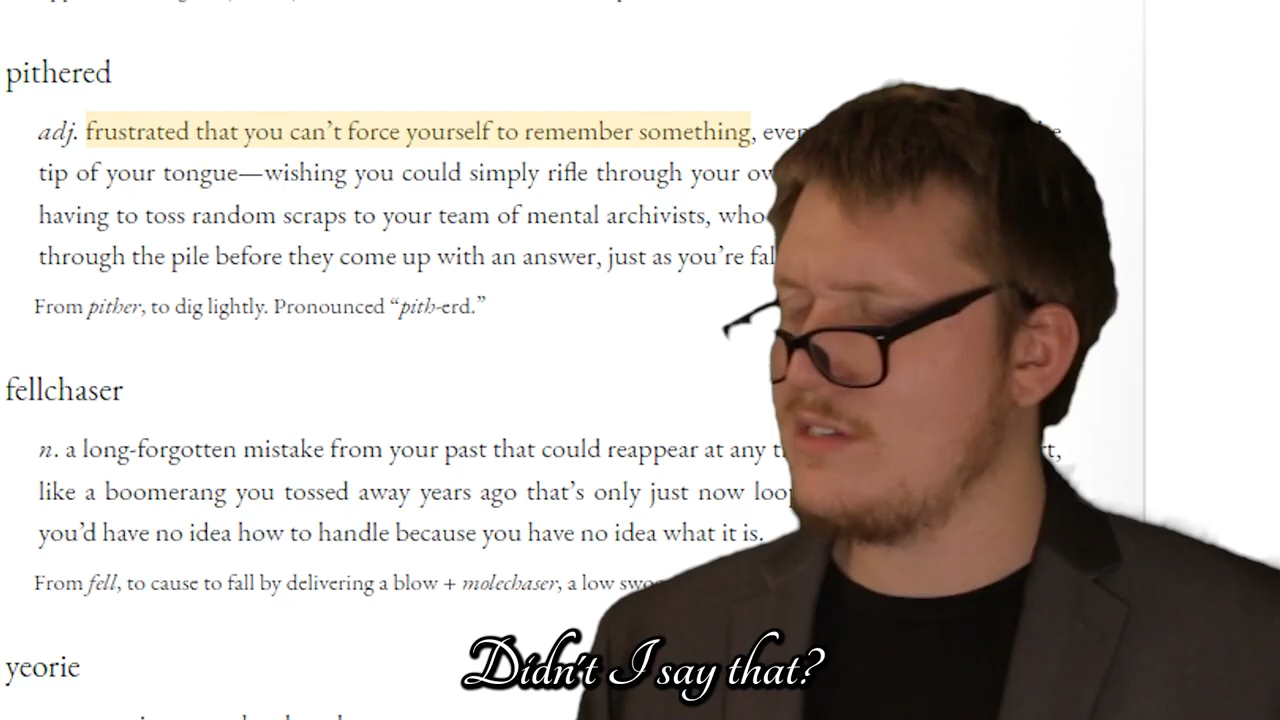 pithered
adj. frustrated that you can’t force yourself to remember something, even
tip of your tongue—wishing you could simply rifle through your
having to toss random scraps to your team of mental archivists, who
through the pile before they come up with an answer, just as you’re
From pither, to dig lightly. Pronounced “pith-erd.”
fellchaser
n. a long-forgotten mistake from your past that could reappear at any
like a boomerang you tossed away years ago that’s only just now
you’d have no idea how to handle because you have no idea what it is.
From fell, to cause to fall by delivering a blow + molechaser, a low
Didn't I say that?
yeorie